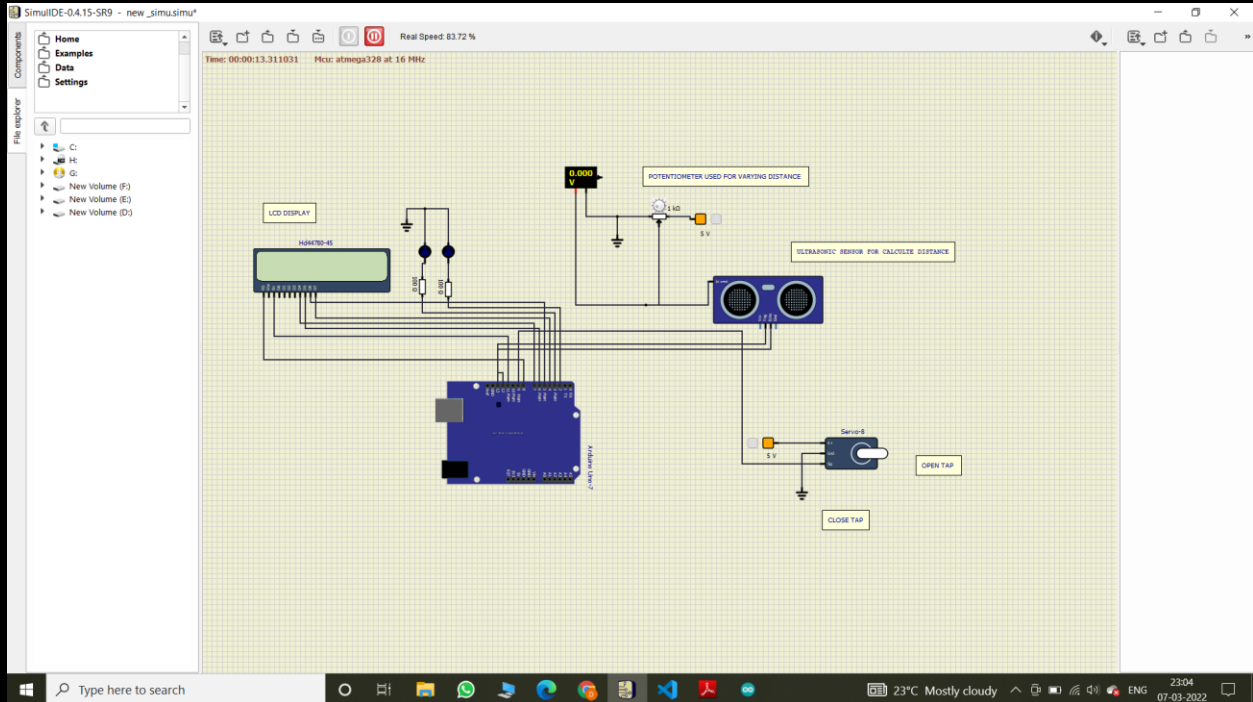 SimulIDE-0.4.15-SR9 - new _simu.simu*
Components
File explorer
Home
Examples
Data
Settings
C:
H:
G:
New Volume (F:)
New Volume (E:)
New Volume (D:)
Real Speed: 83.72 %
»
Time: 00:00:13.311031 Mcu: atmega328 at 16 MHz
0.000
V
POTENTIOMETER USED FOR VARYING DISTANCE
1 kΩ
5 V
LCD DISPLAY
Hd44780-45
100 Ω
100 Ω
ULTRASONIC SENSOR FOR CALCULTE DISTANCE
Arduino Uno-7
Servo-8
5 V
OPEN TAP
CLOSE TAP
Type here to search
23°C Mostly cloudy
ENG
23:04
07-03-2022